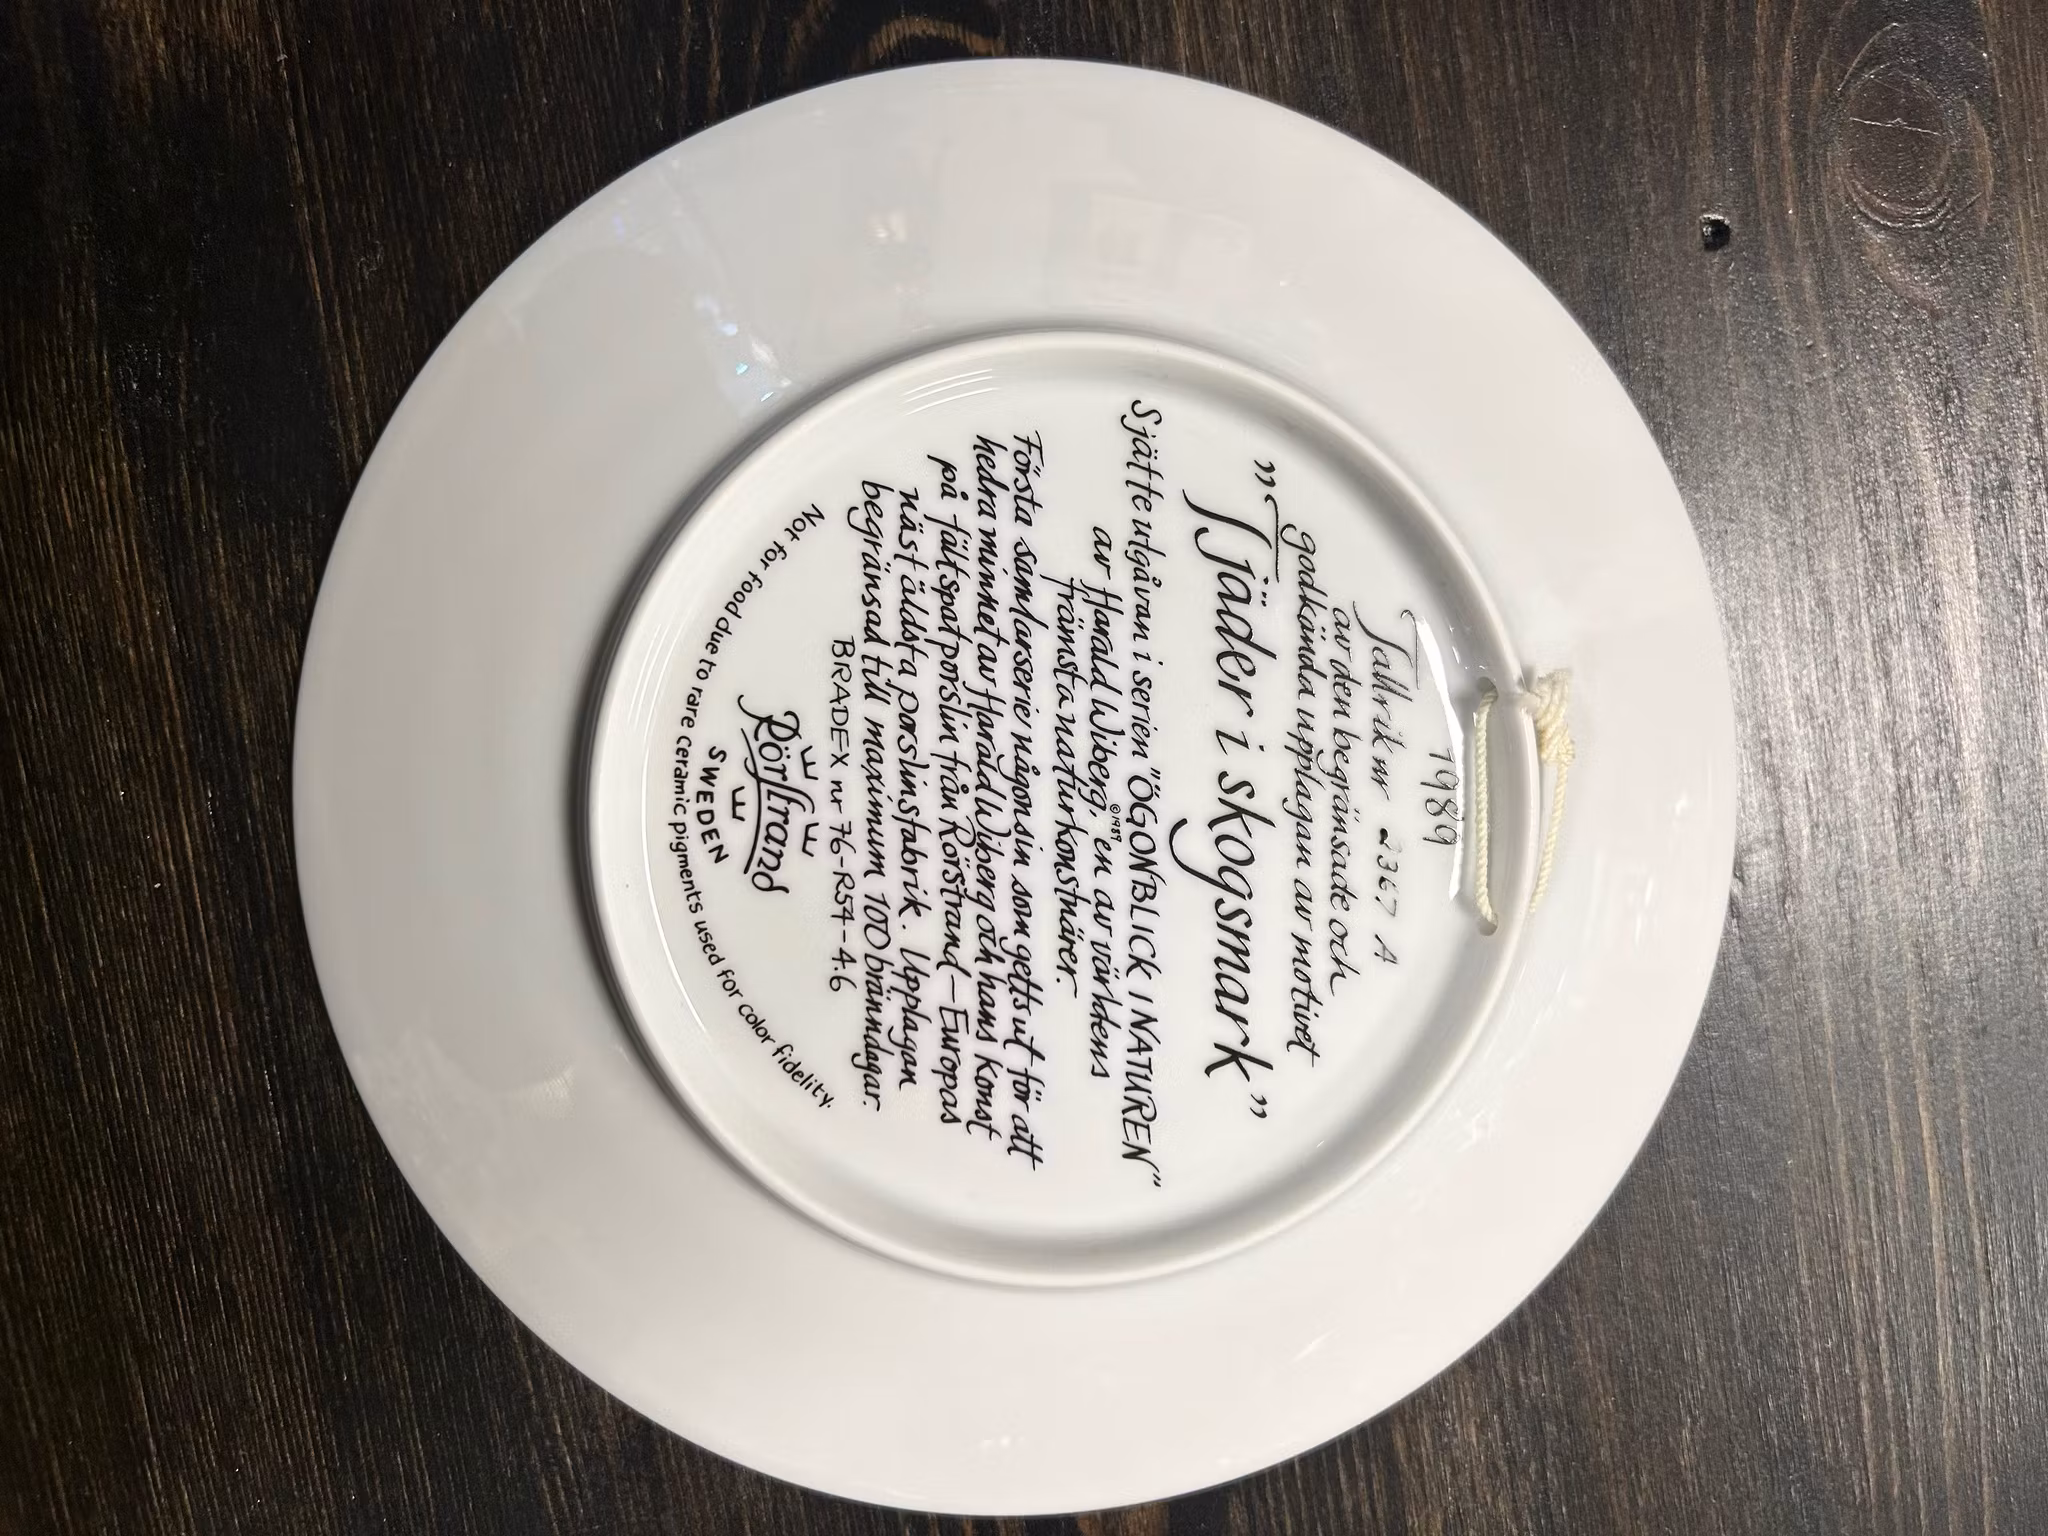 1989
Tallrik nr 2367 A
av den begränsade och
godkända upplagan av motivet
"Tjäder i skogsmark"
Sjätte utgåvan i serien "ÖGONBLICK I NATUREN"
©1989
av Harald Wiberg, en av världens
främsta naturkonstnärer.
Första samlarserie någonsin som getts ut för att
hedra minnet av Harald Wiberg och hans konst
på fältspatporslin från Rörstrand-Europas
näst äldsta porslinsfabrik. Upplagan
begränsad till maximum 100 bränndagar.
BRADEX nr 76-R54-4.6
Rörstrand
SWEDEN
Not for food due to rare ceramic pigments used for color fidelity.